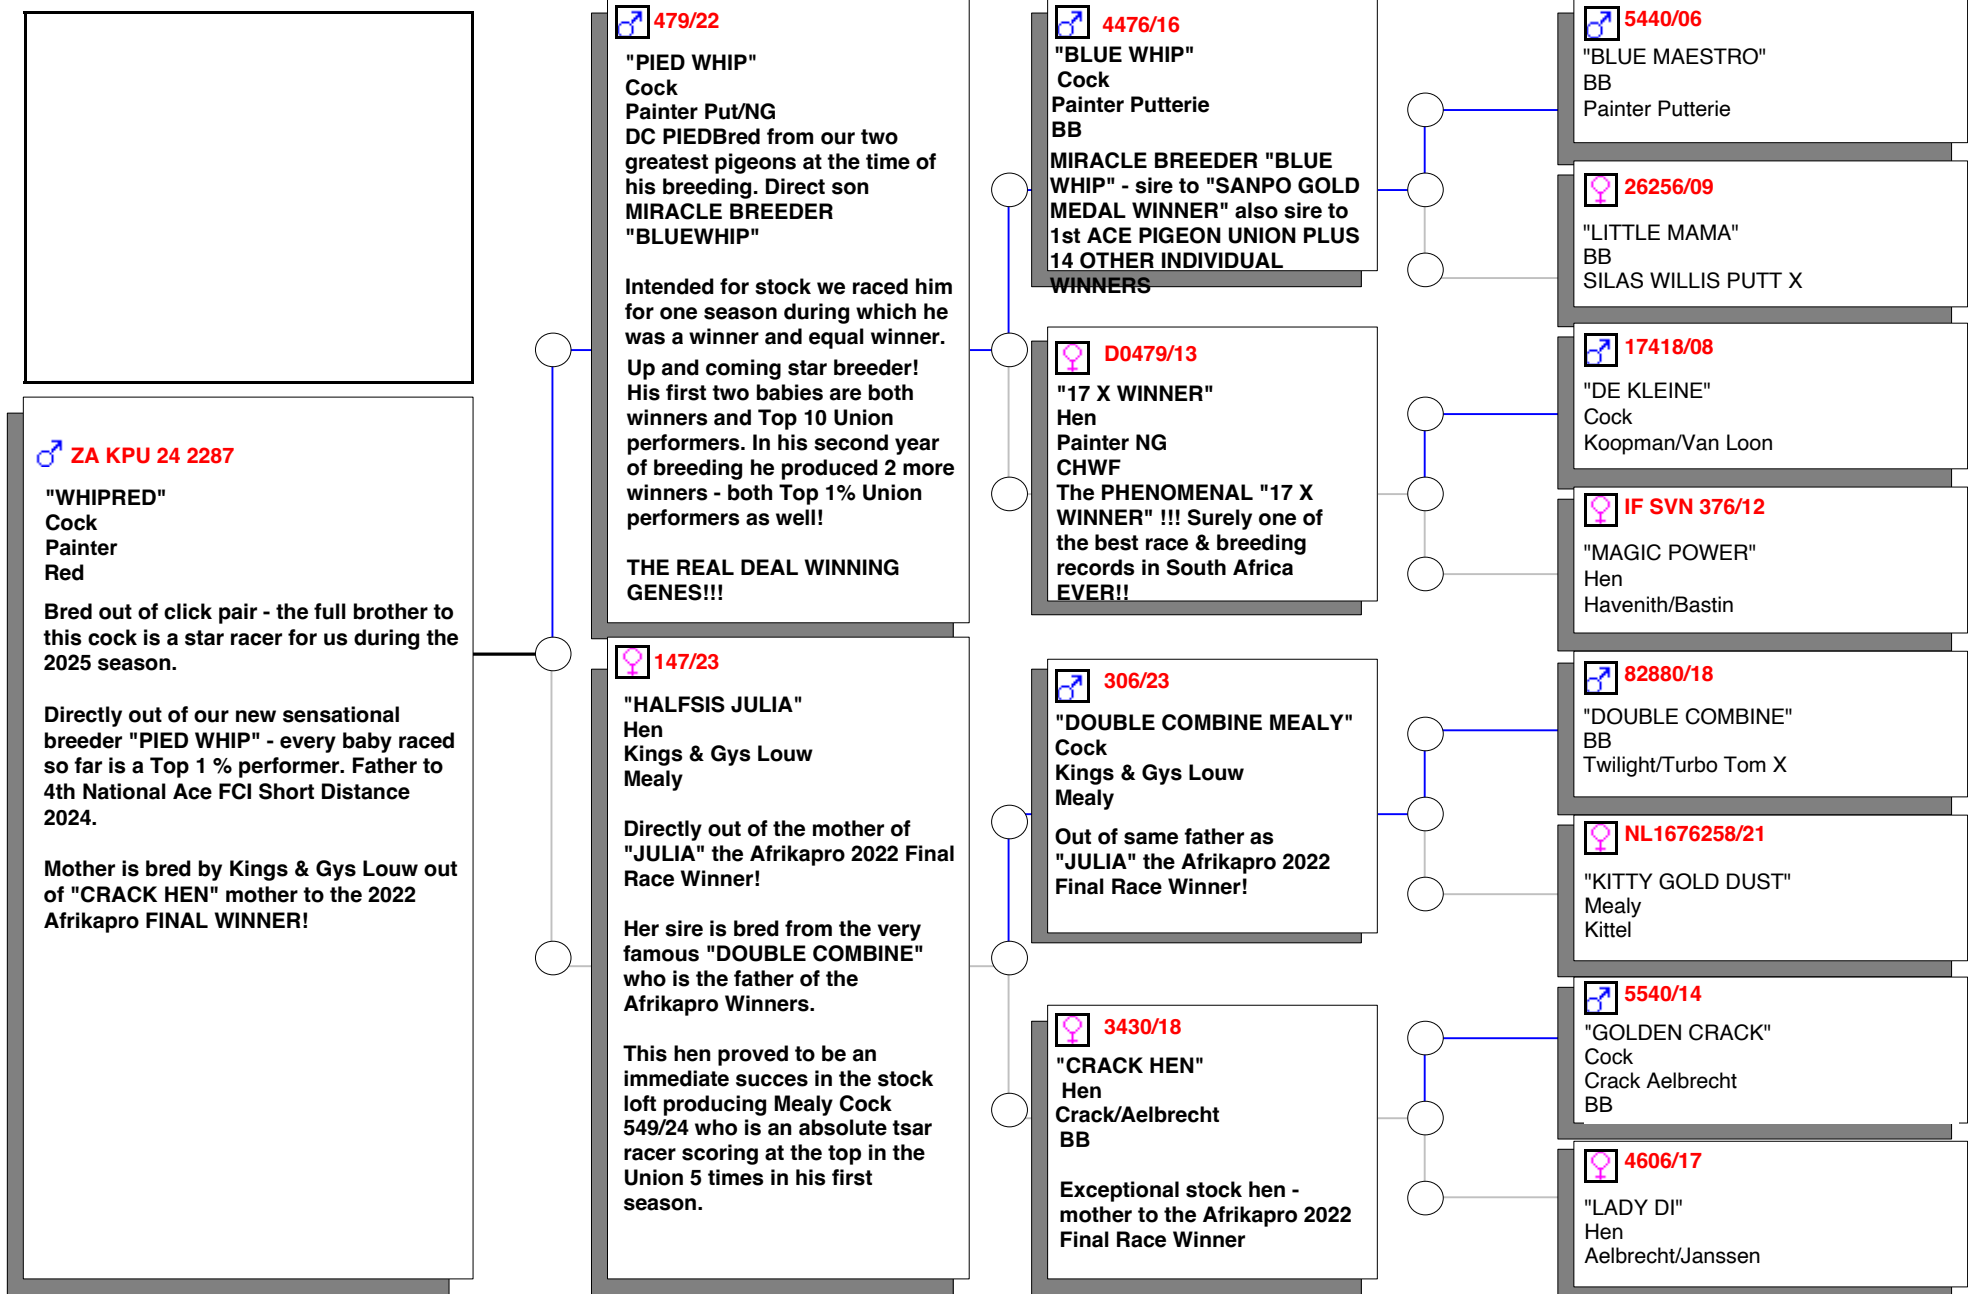 ZA KPU 24 2287
"WHIPRED"
Cock
Painter
Red
Bred out of click pair - the full brother to
this cock is a star racer for us during the
2025 season.
Directly out of our new sensational
breeder "PIED WHIP" - every baby raced
so far is a Top 1 % performer. Father to
4th National Ace FCI Short Distance
2024.
Mother is bred by Kings & Gys Louw out
of "CRACK HEN" mother to the 2022
Afrikapro FINAL WINNER!
479/22
"PIED WHIP"
Cock
Painter Put/NG
DC PIEDBred from our two
greatest pigeons at the time of
his breeding. Direct son
MIRACLE BREEDER
"BLUEWHIP"
Intended for stock we raced him
for one season during which he
was a winner and equal winner.
Up and coming star breeder!
His first two babies are both
winners and Top 10 Union
performers. In his second year
of breeding he produced 2 more
winners - both Top 1% Union
performers as well!
THE REAL DEAL WINNING
GENES!!!
147/23
"HALFSIS JULIA"
Hen
Kings & Gys Louw
Mealy
Directly out of the mother of
"JULIA" the Afrikapro 2022 Final
Race Winner!
Her sire is bred from the very
famous "DOUBLE COMBINE"
who is the father of the
Afrikapro Winners.
This hen proved to be an
immediate succes in the stock
loft producing Mealy Cock
549/24 who is an absolute tsar
racer scoring at the top in the
Union 5 times in his first
season.
4476/16
"BLUE WHIP"
Cock
Painter Putterie
BB
MIRACLE BREEDER "BLUE
WHIP" - sire to "SANPO GOLD
MEDAL WINNER" also sire to
1st ACE PIGEON UNION PLUS
14 OTHER INDIVIDUAL
WINNERS
D0479/13
"17 X WINNER"
Hen
Painter NG
CHWF
The PHENOMENAL "17 X
WINNER" !!! Surely one of
the best race & breeding
records in South Africa
EVER!!
306/23
"DOUBLE COMBINE MEALY"
Cock
Kings & Gys Louw
Mealy
Out of same father as
"JULIA" the Afrikapro 2022
Final Race Winner!
3430/18
"CRACK HEN"
Hen
Crack/Aelbrecht
BB
Exceptional stock hen -
mother to the Afrikapro 2022
Final Race Winner
5440/06
"BLUE MAESTRO"
BB
Painter Putterie
26256/09
"LITTLE MAMA"
BB
SILAS WILLIS PUTT X
17418/08
"DE KLEINE"
Cock
Koopman/Van Loon
IF SVN 376/12
"MAGIC POWER"
Hen
Havenith/Bastin
82880/18
"DOUBLE COMBINE"
BB
Twilight/Turbo Tom X
NL1676258/21
"KITTY GOLD DUST"
Mealy
Kittel
5540/14
"GOLDEN CRACK"
Cock
Crack Aelbrecht
BB
4606/17
"LADY DI"
Hen
Aelbrecht/Janssen